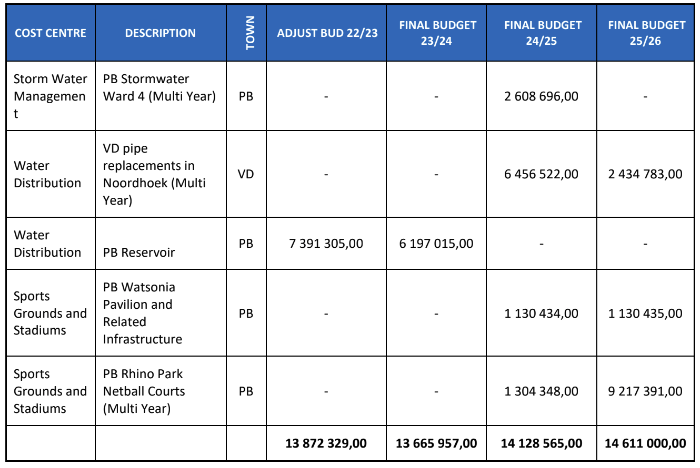 COST CENTRE DESCRIPTION TOWN ADJUST BUD 22/23 FINAL BUDGET 23/24 FINAL BUDGET 24/25 FINAL BUDGET 25/26
Storm Water
Managemen
t
PB Stormwater
Ward 4 (Multi Year)
PB - - 2 608 696,00 -
Water
Distribution
VD pipe
replacements in
Noordhoek (Multi
Year)
VD - - 6 456 522,00 2 434 783,00
Water
Distribution
PB Reservoir
PB 7 391 305,00 6 197 015,00 - -
Sports
Grounds and
Stadiums
PB Watsonia
Pavilion and
Related
Infrastructure
PB - - 1 130 434,00 1 130 435,00
Sports
Grounds and
Stadiums
PB Rhino Park
Netball Courts
(Multi Year)
PB - - 1 304 348,00 9 217 391,00
13 872 329,00 13 665 957,00 14 128 565,00 14 611 000,00